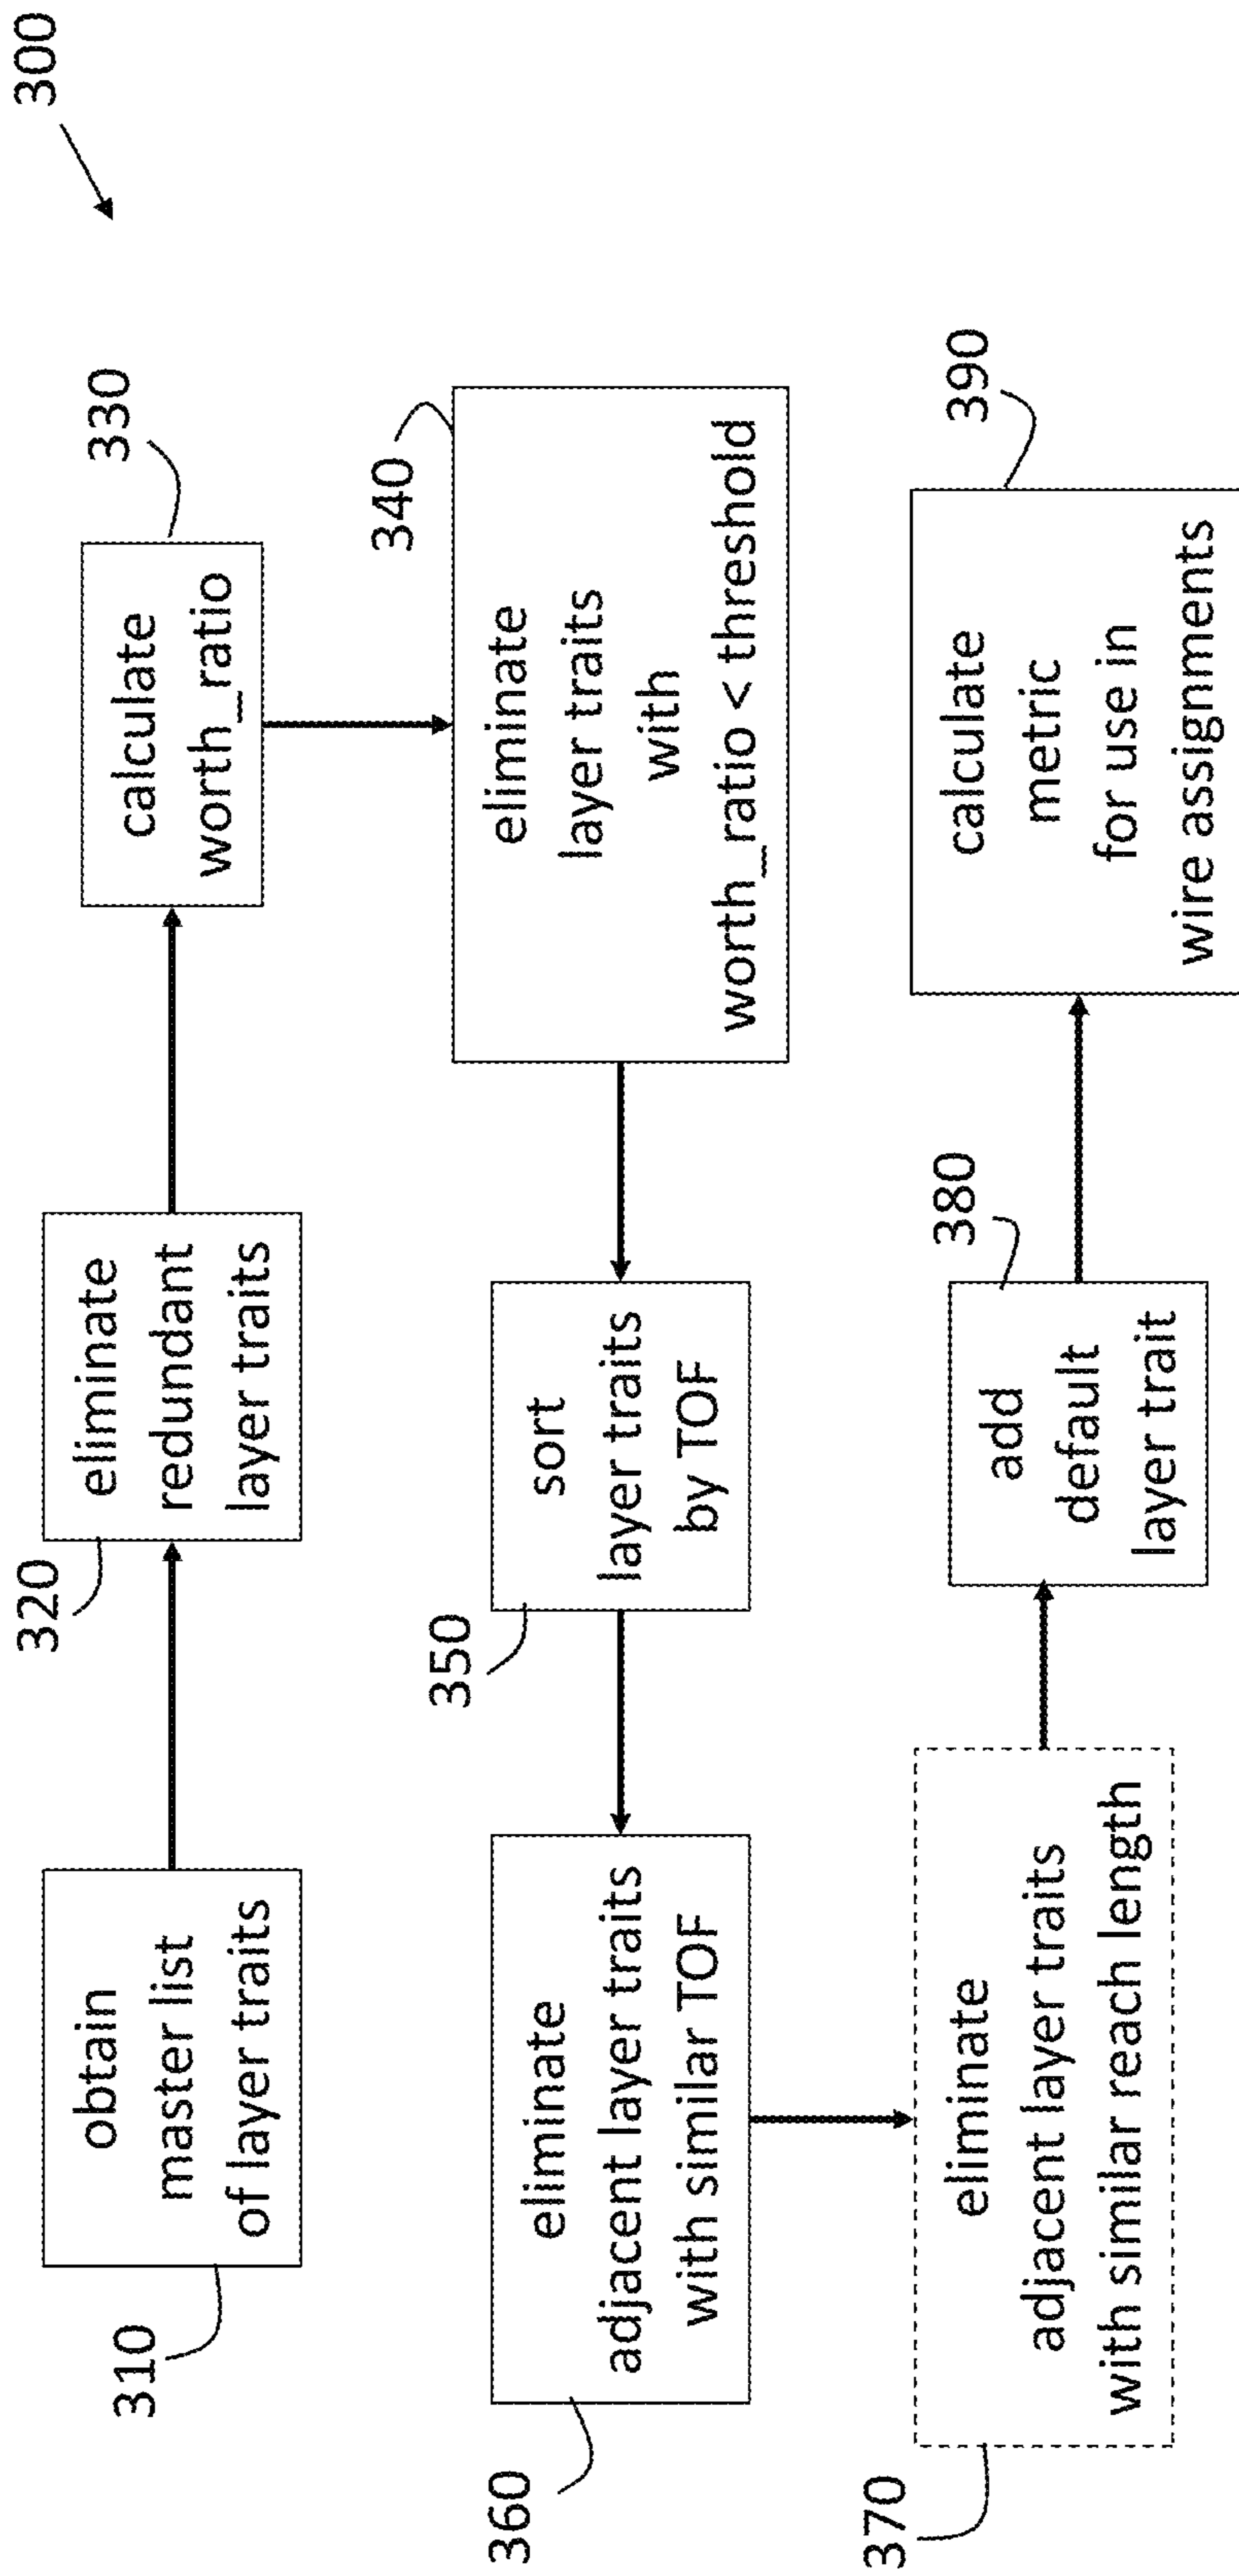 300
310
obtain
master list
of layer traits
320
eliminate
redundant
layer traits
330
calculate
worth_ratio
340
eliminate
layer traits
with
worth_ratio < threshold
350
sort
layer traits
by TOF
360
eliminate
adjacent layer traits
with similar TOF
370
eliminate
adjacent layer traits
with similar reach length
380
add
default
layer trait
390
calculate
metric
for use in
wire assignments